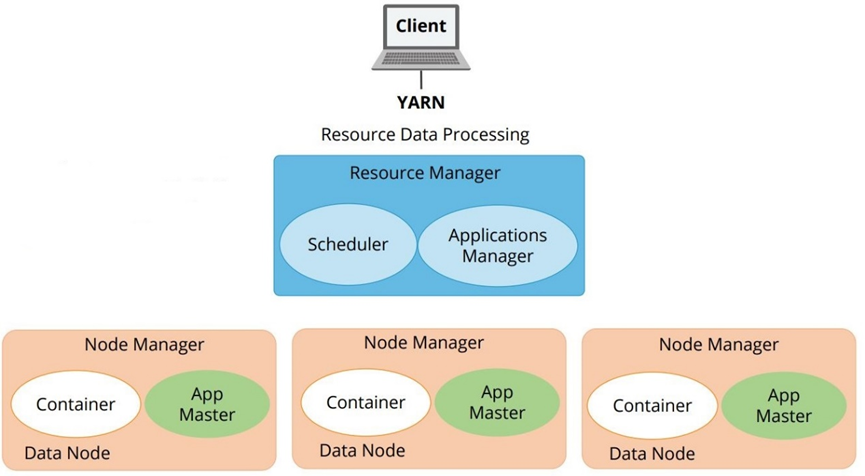 Client
YARN
Resource Data Processing
Resource Manager
Scheduler
Applications
Manager
Node Manager
Container
App
Master
Data Node
Node Manager
Container
App
Master
Data Node
Node Manager
Container
App
Master
Data Node